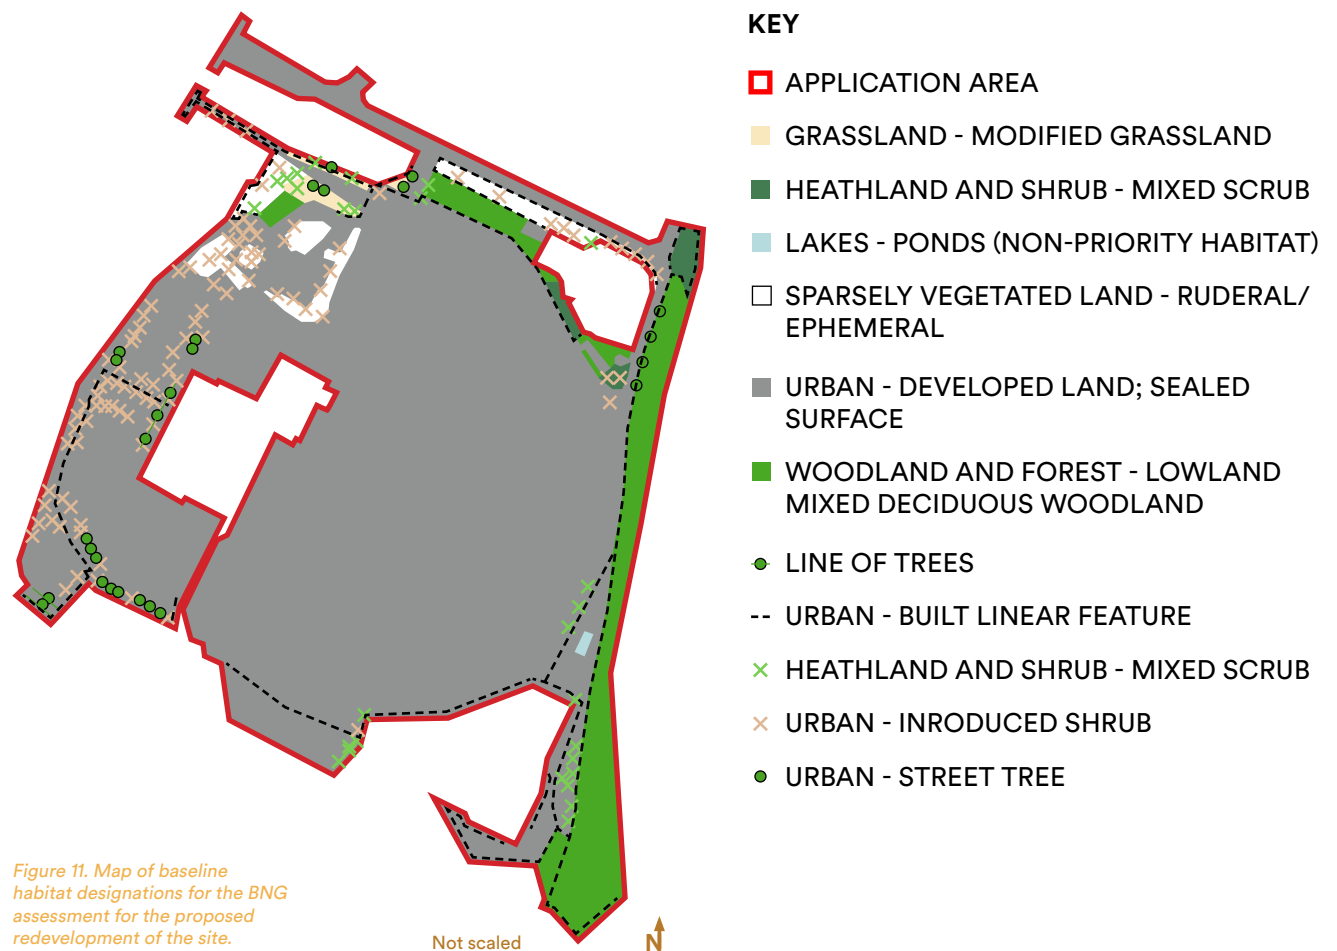 KEY
APPLICATION AREA
GRASSLAND - MODIFIED GRASSLAND
HEATHLAND AND SHRUB - MIXED SCRUB
LAKES - PONDS (NON-PRIORITY HABITAT)
SPARSELY VEGETATED LAND - RUDERAL/
EPHEMERAL
URBAN - DEVELOPED LAND; SEALED
SURFACE
WOODLAND AND FOREST - LOWLAND
MIXED DECIDUOUS WOODLAND
LINE OF TREES
URBAN - BUILT LINEAR FEATURE
HEATHLAND AND SHRUB - MIXED SCRUB
URBAN - INRODUCED SHRUB
URBAN - STREET TREE
Figure 11. Map of baseline
habitat designations for the BNG
assessment for the proposed
redevelopment of the site.
Not scaled
N